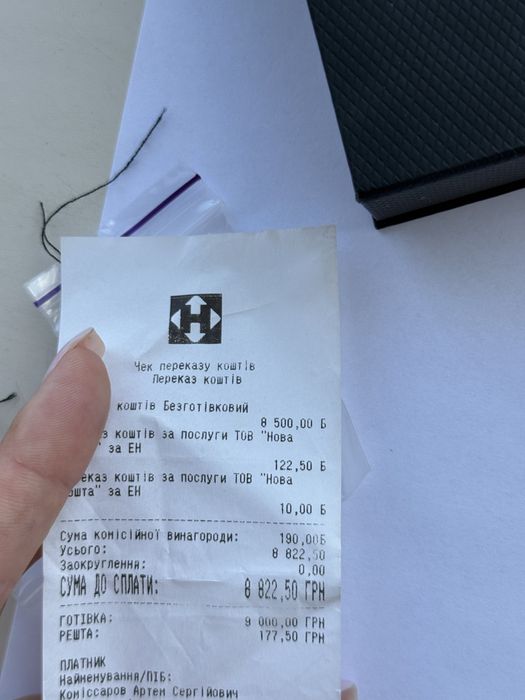 Н
Чек переказу коштів
Переказ коштів
коштів Безготівковий
8 500,00 Б
коштів за послуги ТОВ "Нова
" за ЕН
122,50 Б
реказ коштів за послуги ТОВ "Нова
ошта" за ЕН
10,00 Б
Сума комісійної винагороди: 190,00Б
Усього: 8 822,50
Заокруглення: 0,00
СУМА ДО СПЛАТИ: 8 822,50 ГРН
ГОТІВКА: 9 000,00 ГРН
РЕШТА: 177,50 ГРН
ПЛАТНИК
Найменування/ПІБ:
Коміссаров Артем Сергійович